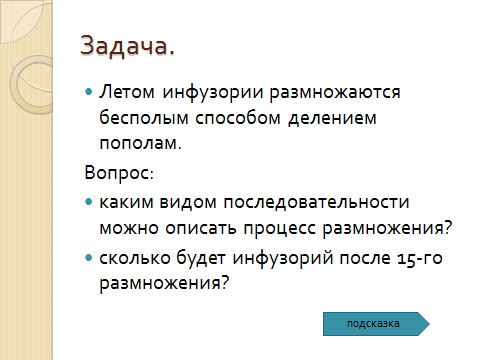 Задача.
• Летом инфузории размножаются
бесполым способом делением
пополам.
Вопрос:
• каким видом последовательности
можно описать процесс размножения?
• сколько будет инфузорий после 15-го
размножения?
подсказка